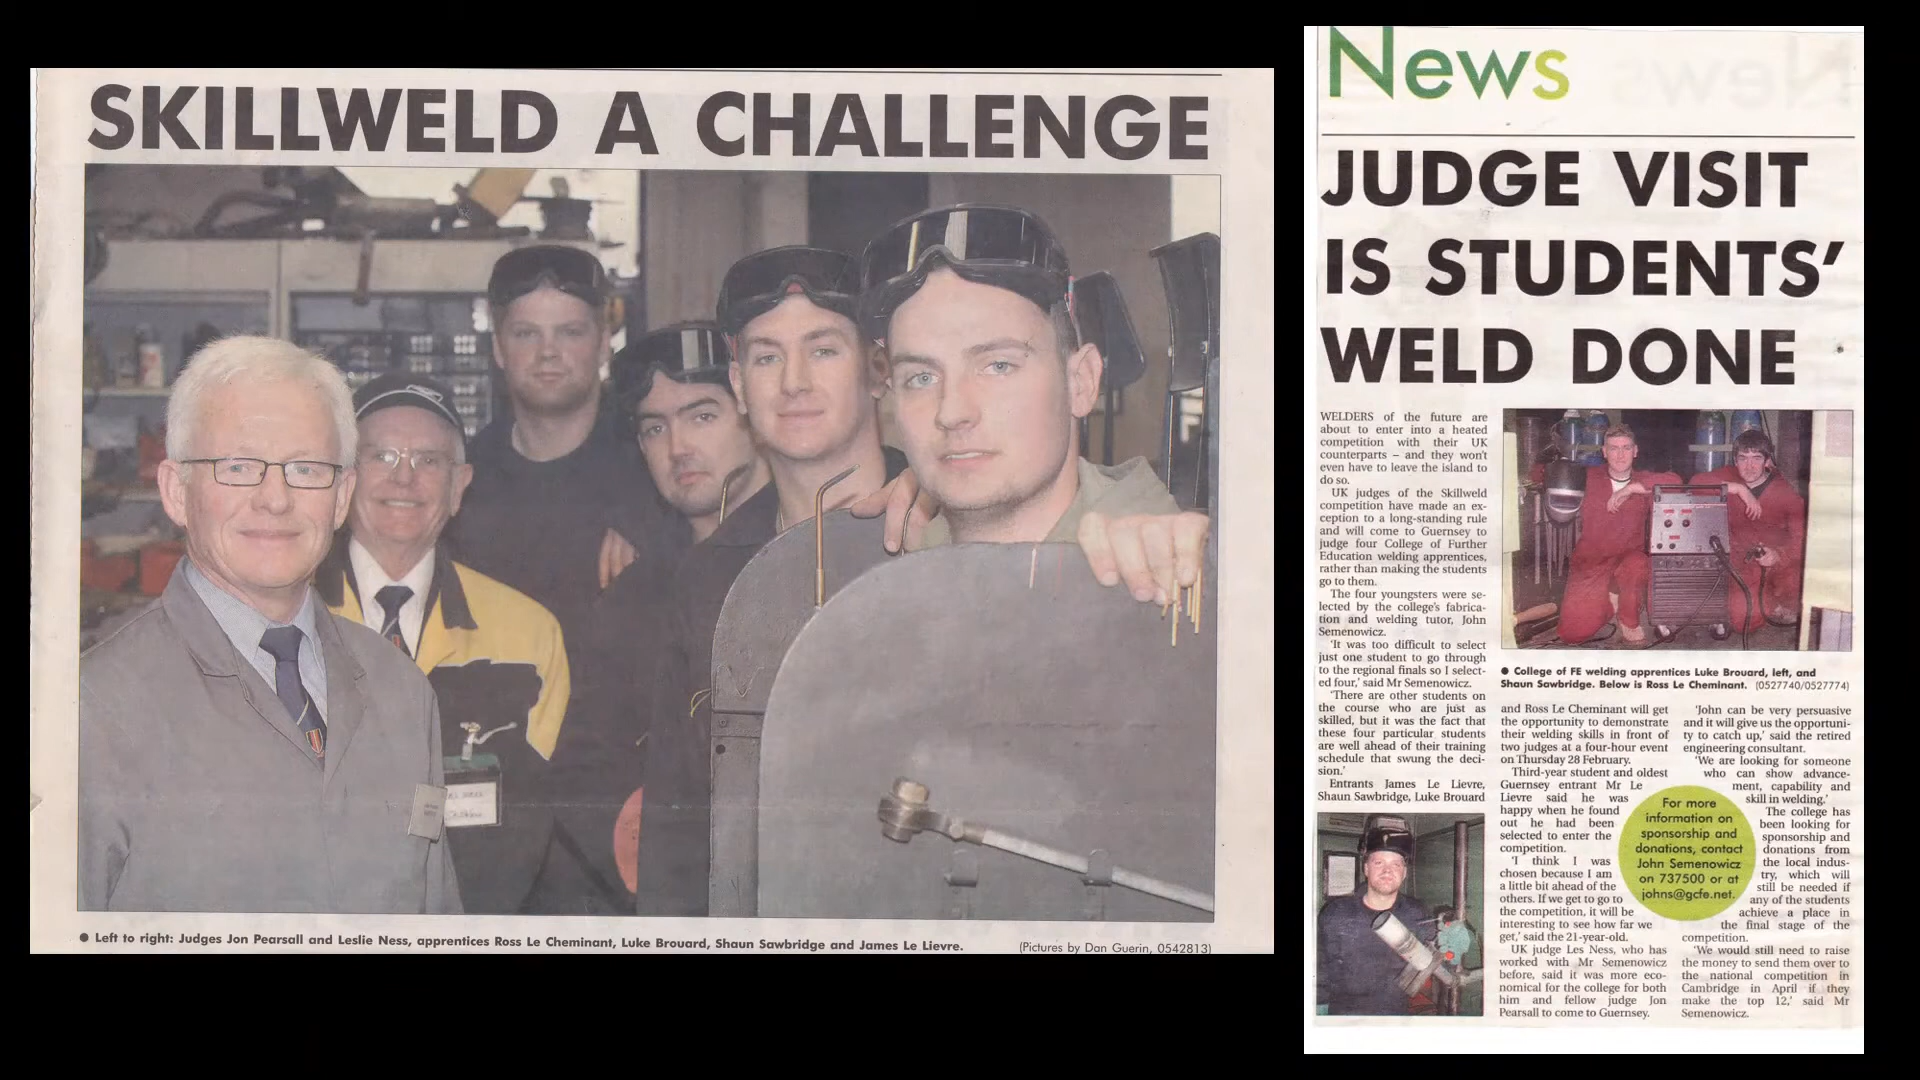 SKILLWELD A CHALLENGE
● Left to right: Judges Jon Pearsall and Leslie Ness, apprentices Ross Le Cheminant, Luke Brouard, Shaun Sawbridge and James Le Lievre.
(Pictures by Dan Guerin, 0542813)
News
JUDGE VISIT
IS STUDENTS'
WELD DONE
WELDERS of the future are
about to enter into a heated
competition with their UK
counterparts – and they won't
even have to leave the island to
do so.
UK judges of the Skillweld
competition have made an ex-
ception to a long-standing rule
and will come to Guernsey to
judge four College of Further
Education welding apprentices,
rather than making the students
go to them.
The four youngsters were se-
lected by the college's fabrica-
tion and welding tutor, John
Semenowicz.
'It was too difficult to select
just one student to go through
to the regional finals so I select-
ed four,' said Mr Semenowicz.
'There are other students on
the course who are just as
skilled, but it was the fact that
these four particular students
are well ahead of their training
schedule that swung the deci-
sion.'
Entrants James Le Lievre,
Shaun Sawbridge, Luke Brouard
● College of FE welding apprentices Luke Brouard, left, and
Shaun Sawbridge. Below is Ross Le Cheminant. (0527740/0527774)
and Ross Le Cheminant will get
the opportunity to demonstrate
their welding skills in front of
two judges at a four-hour event
on Thursday 28 February.
Third-year student and oldest
Guernsey entrant Mr Le
Lievre said he was
happy when he found
out he had been
selected to enter the
competition.
'I think I was
chosen because I am
a little bit ahead of the
others. If we get to go to
the competition, it will be
interesting to see how far we
get,' said the 21-year-old.
UK judge Les Ness, who has
worked with Mr Semenowicz
before, said it was more eco-
nomical for the college for both
him and fellow judge Jon
Pearsall to come to Guernsey.
For more
information on
sponsorship and
donations, contact
John Semenowicz
on 737500 or at
johns@gcfe.net.
'John can be very persuasive
and it will give us the opportuni-
ty to catch up,' said the retired
engineering consultant.
'We are looking for someone
who can show advance-
ment, capability and
skill in welding.'
The college has
been looking for
sponsorship and
donations from
the local indus-
try, which will
still be needed if
any of the students
achieve a place in
the final stage of the
competition.
'We would still need to raise
the money to send them over to
the national competition in
Cambridge in April if they
make the top 12,' said Mr
Semenowicz.